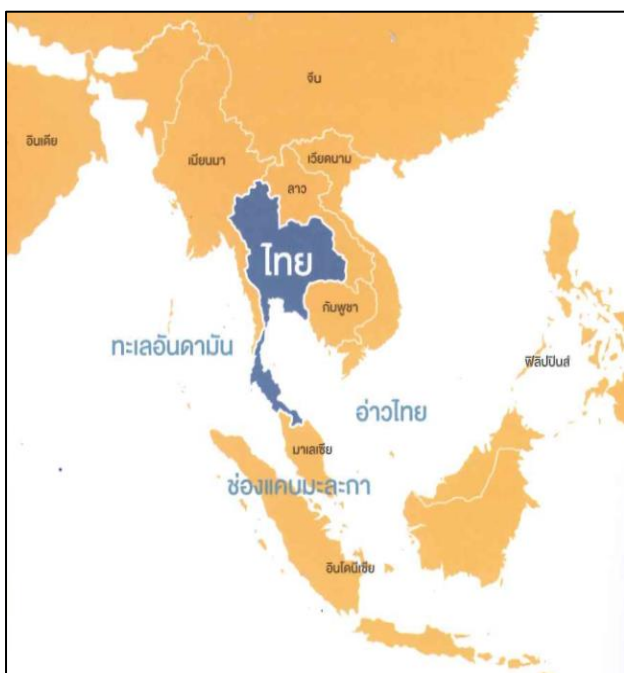 จีน
อินเดีย
เมียนมา
เวียดนาม
ลาว
ไทย
กัมพูชา
ทะเลอันดามัน
ฟิลิปปินส์
อ่าวไทย
มาเลเซีย
ช่องแคบมะละกา
อินโดนีเซีย